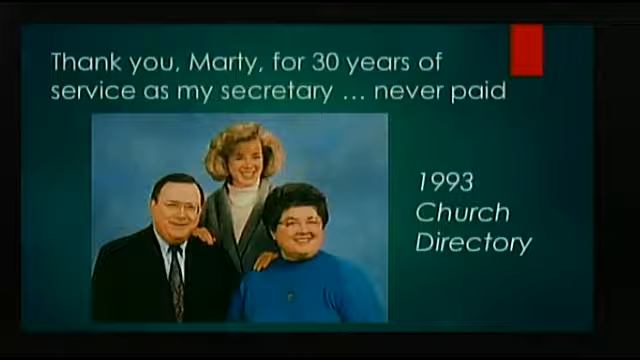 Thank you, Marty, for 30 years of
service as my secretary ... never paid
1993
Church
Directory